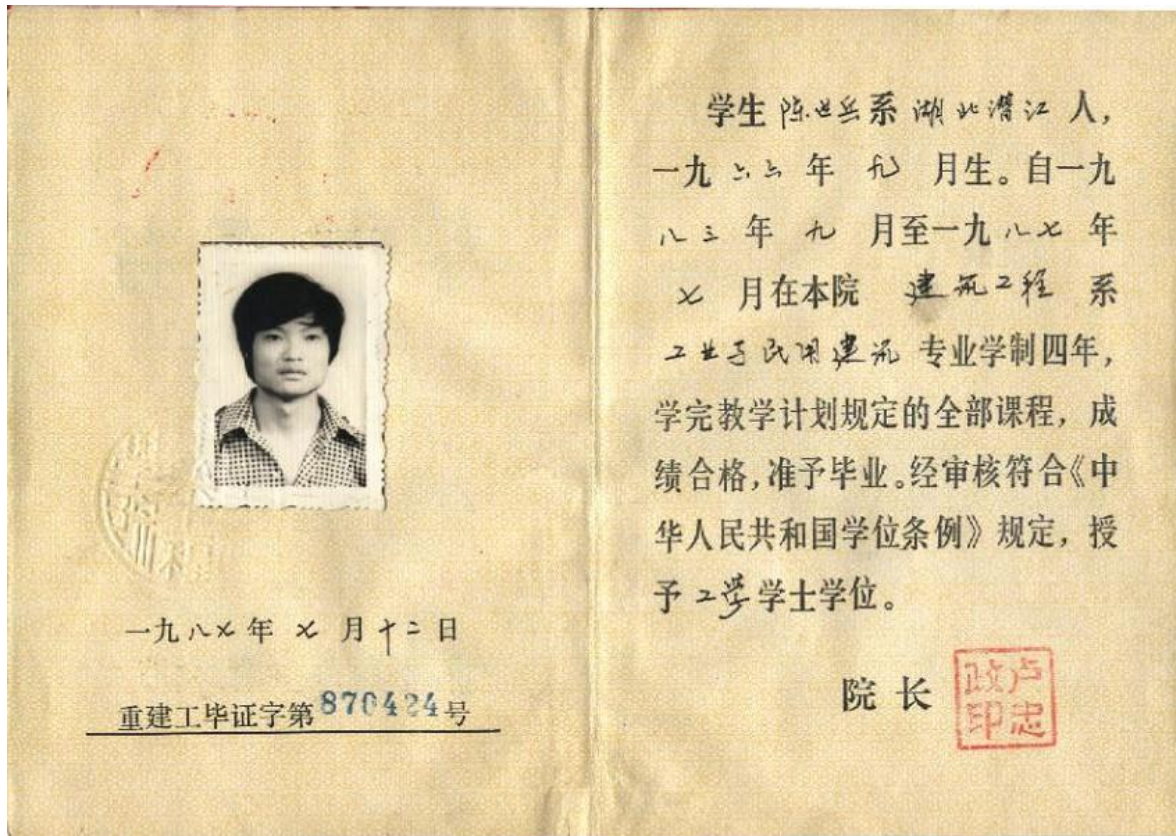 一九八七年七月十二日
重建工毕证字第870424号
学生陈世岳系湖北潜江人,
一九六六年九月生。自一九
八三年九月至一九八七年
七月在本院 建筑工程 系
工业与民用建筑 专业学制四年,
学完教学计划规定的全部课程，成
绩合格,准予毕业。经审核符合《中
华人民共和国学位条例》规定，授
予工学学士学位。
院长
卢忠
政印